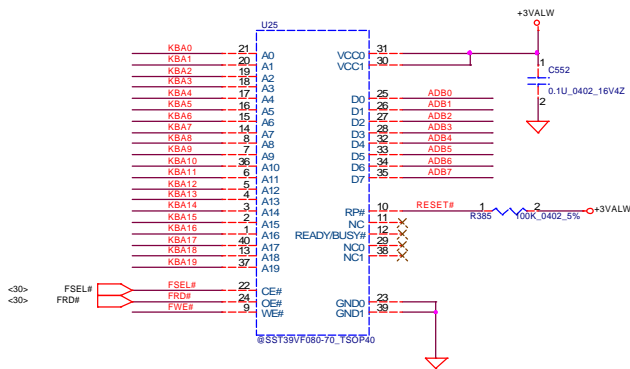 +3VALW
U25
KBA0 21 A0 VCC0 31
KBA1 20 A1 VCC1 30
KBA2 19 A2
KBA3 18 A3
KBA4 17 A4 D0 25 ADB0
KBA5 16 A5 D1 26 ADB1
KBA6 15 A6 D2 27 ADB2
KBA7 14 A7 D3 28 ADB3
KBA8 8 A8 D4 32 ADB4
KBA9 7 A9 D5 33 ADB5
KBA10 36 A10 D6 34 ADB6
KBA11 6 A11 D7 35 ADB7
KBA12 5 A12
KBA13 4 A13
KBA14 3 A14 RP# 10 RESET# 1 2 +3VALW
KBA15 2 A15 NC 11 R385 100K_0402_5%
KBA16 1 A16 READY/BUSY# 12
KBA17 40 A17 NC0 29
KBA18 13 A18 NC1 38
KBA19 37 A19
1
C552
0.1U_0402_16V4Z
2
<30> FSEL# FSEL# 22 CE#
<30> FRD# FRD# 24 OE# GND0 23
FWE# 9 WE# GND1 39
@SST39VF080-70_TSOP40